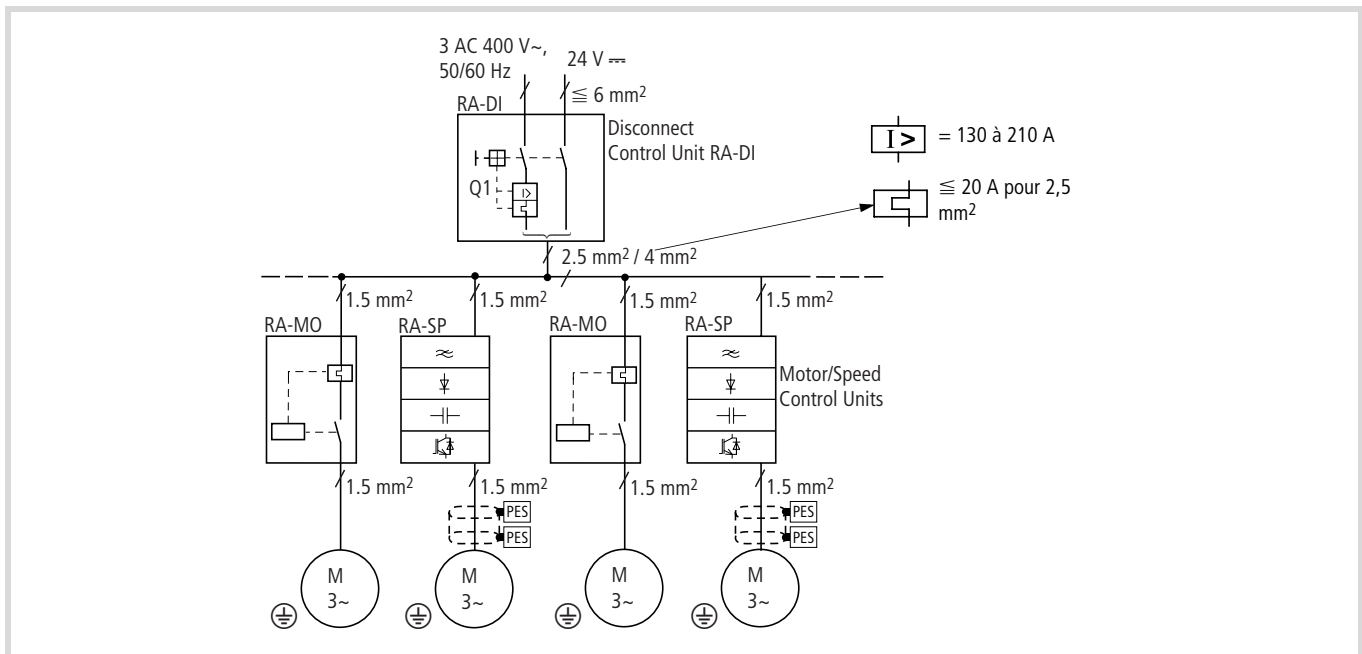 3 AC 400 V~,
50/60 Hz
24 V ⎓
≦ 6 mm²
RA-DI
Disconnect
Control Unit RA-DI
Q1
I>
I > = 130 à 210 A
≦ 20 A pour 2,5
mm²
2.5 mm² / 4 mm²
1.5 mm²
1.5 mm²
1.5 mm²
1.5 mm²
RA-MO
RA-SP
RA-MO
RA-SP
Motor/Speed
Control Units
1.5 mm²
1.5 mm²
1.5 mm²
1.5 mm²
PES
PES
PES
PES
M
3~
M
3~
M
3~
M
3~